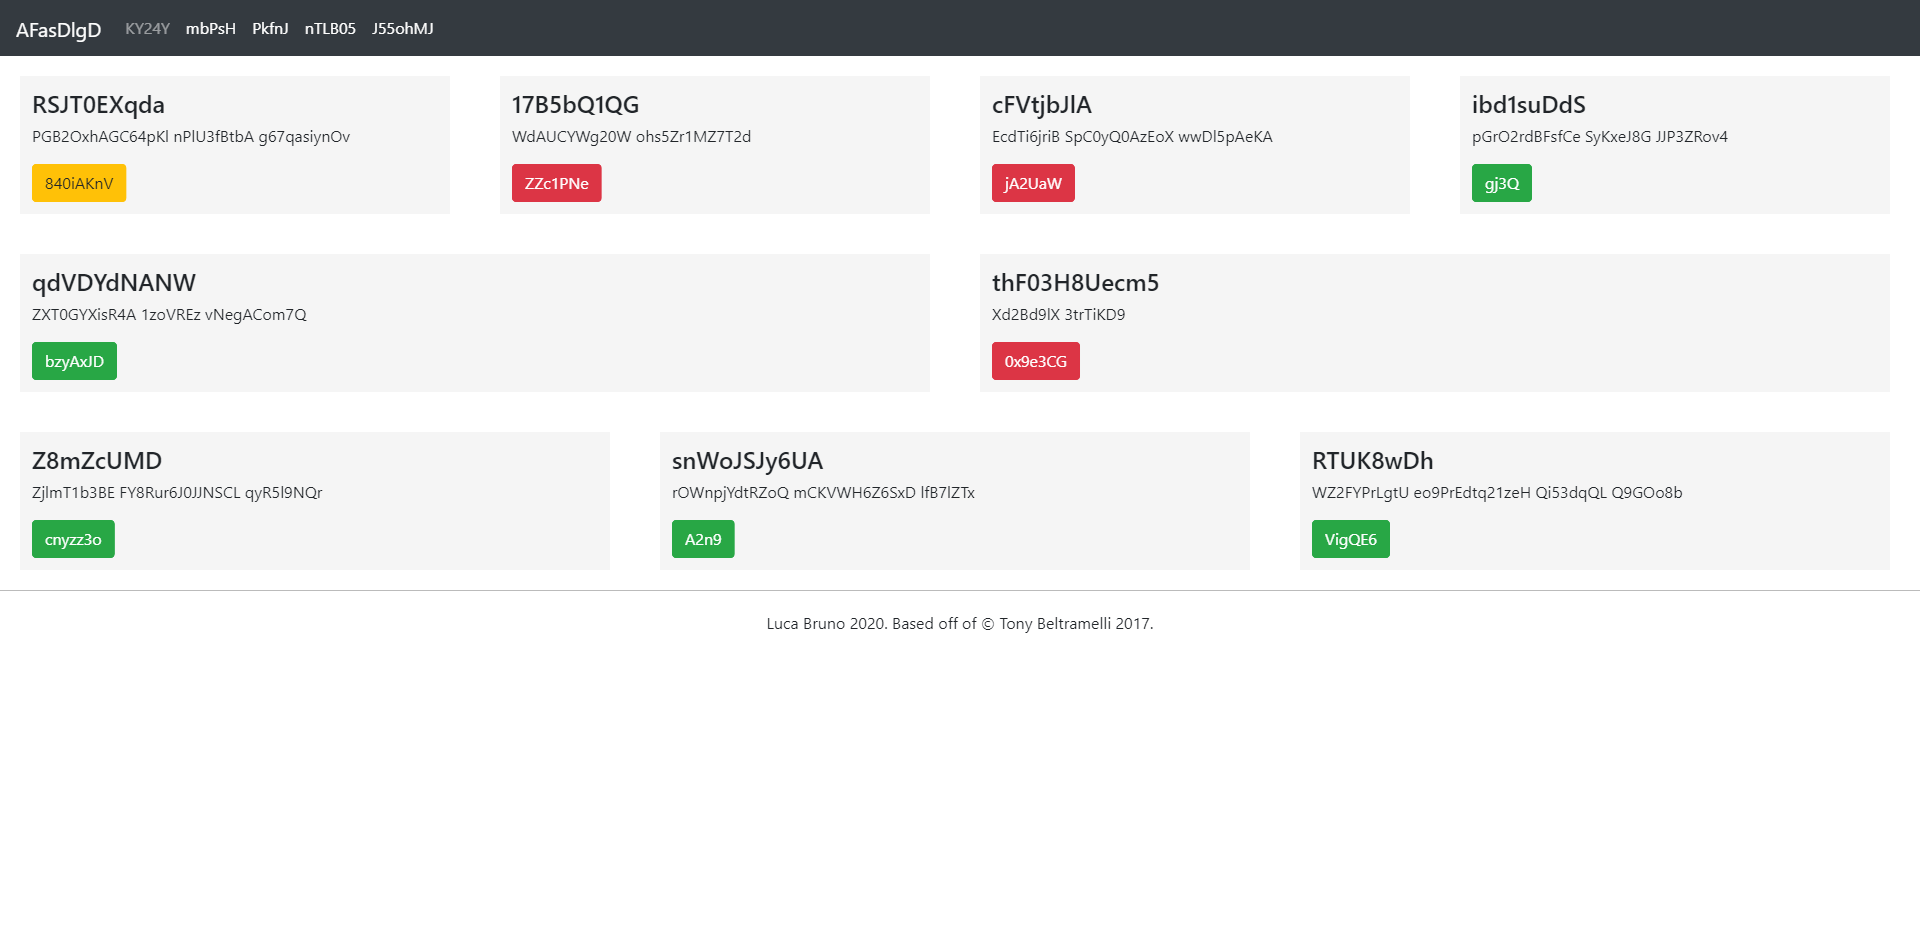 AFasDlgD KY24Y mbPsH PkfnJ nTLB05 J55ohMJ
RSJT0EXqda
PGB2OxhAGC64pKl nPlU3fBtbA g67qasiynOv
840iAKnV
17B5bQ1QG
WdAUCYWg20W ohs5Zr1MZ7T2d
ZZc1PNe
cFVtjbJlA
EcdTi6jriB SpC0yQ0AzEoX wwDl5pAeKA
jA2UaW
ibd1suDdS
pGrO2rdBFsfCe SyKxeJ8G JJP3ZRov4
gj3Q
qdVDYdNANW
ZXT0GYXisR4A 1zoVREz vNegACom7Q
bzyAxJD
thF03H8Uecm5
Xd2Bd9lX 3trTiKD9
0x9e3CG
Z8mZcUMD
ZjlmT1b3BE FY8Rur6J0JJNSCL qyR5l9NQr
cnyzz3o
snWoJSJy6UA
rOWnpjYdtRZoQ mCKVWH6Z6SxD lfB7lZTx
A2n9
RTUK8wDh
WZ2FYPrLgtU eo9PrEdtq21zeH Qi53dqQL Q9GOo8b
VigQE6
Luca Bruno 2020. Based off of © Tony Beltramelli 2017.